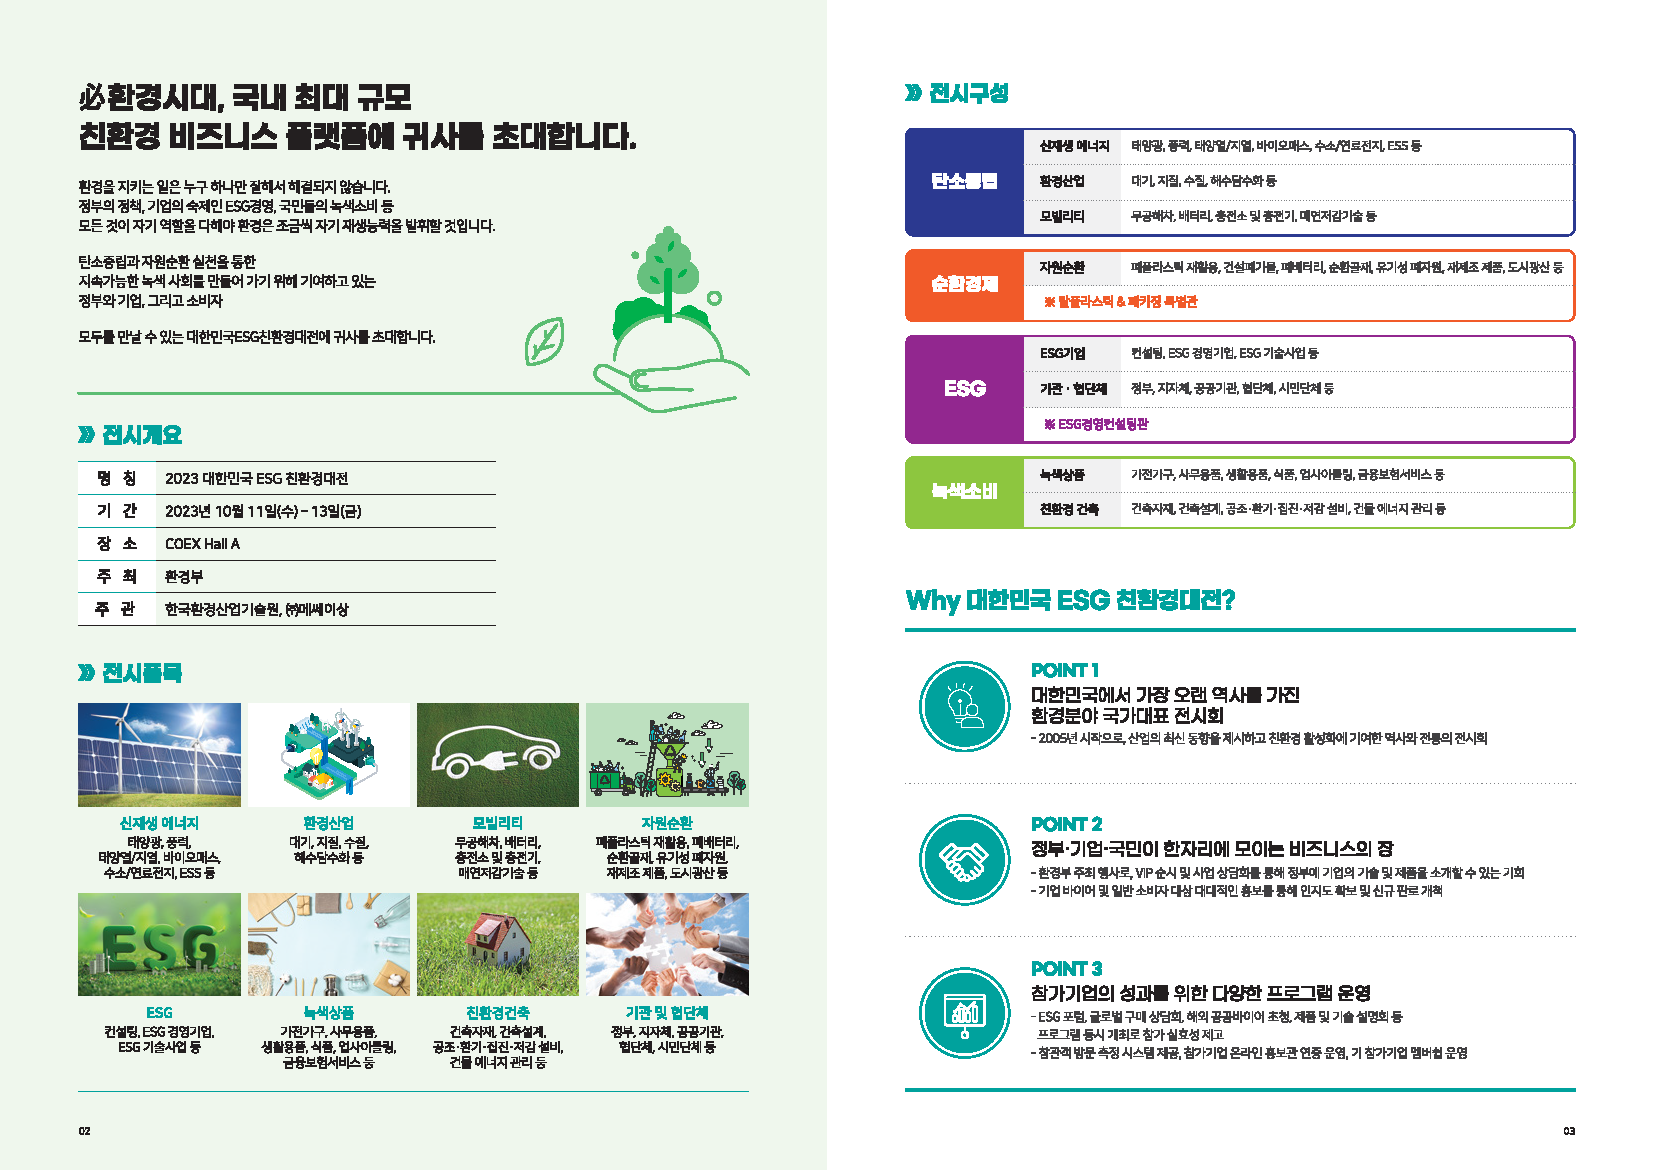 必환경시대, 국내 최대 규모
친환경 비즈니스 플랫폼에 귀사를 초대합니다.
환경을 지키는 일은 누구 하나만 잘해서 해결되지 않습니다.
정부의 정책, 기업의 숙제인 ESG경영, 국민들의 녹색소비 등
모든 것이 자기 역할을 다해야 환경은 조금씩 자기 재생능력을 발휘할 것입니다.
탄소중립과 자원순환 실천을 통한
지속가능한 녹색 사회를 만들어 가기 위해 기여하고 있는
정부와 기업, 그리고 소비자
모두를 만날 수 있는 대한민국ESG친환경대전에 귀사를 초대합니다.
전시개요
명 칭 2023 대한민국 ESG 친환경대전
기 간 2023년 10월 11일(수) - 13일(금)
장 소 COEX Hall A
주 최 환경부
주 관 한국환경산업기술원, ㈜메쎄이상
전시품목
신재생 에너지
태양광, 풍력,
태양열/지열, 바이오매스,
수소/연료전지, ESS 등
환경산업
대기, 지질, 수질,
해수담수화 등
모빌리티
무공해차, 배터리,
충전소 및 충전기,
매연저감기술 등
자원순환
폐플라스틱 재활용, 폐배터리,
순환골재, 유기성 폐자원,
재제조 제품, 도시광산 등
ESG
ESG
컨설팅, ESG 경영기업,
ESG 기술사업 등
녹색상품
가전가구, 사무용품,
생활용품, 식품, 업사이클링,
금융보험서비스 등
친환경건축
건축자재, 건축설계,
공조·환기·집진·저감 설비,
건물 에너지 관리 등
기관 및 협단체
정부, 지자체, 공공기관,
협단체, 시민단체 등
02
전시구성
탄소중립
신재생 에너지 태양광, 풍력, 태양열/지열, 바이오매스, 수소/연료전지, ESS 등
환경산업 대기, 지질, 수질, 해수담수화 등
모빌리티 무공해차, 배터리, 충전소 및 충전기, 매연저감기술 등
순환경제
자원순환 폐플라스틱 재활용, 건설폐기물, 폐배터리, 순환골재, 유기성 폐자원, 재제조 제품, 도시광산 등
※ 탈플라스틱 & 패키징 특별관
ESG
ESG기업 컨설팅, ESG 경영기업, ESG 기술사업 등
기관 · 협단체 정부, 지자체, 공공기관, 협단체, 시민단체 등
※ ESG경영컨설팅관
녹색소비
녹색상품 가전가구, 사무용품, 생활용품, 식품, 업사이클링, 금융보험서비스 등
친환경 건축 건축자재, 건축설계, 공조·환기·집진·저감 설비, 건물 에너지 관리 등
Why 대한민국 ESG 친환경대전?
POINT 1
대한민국에서 가장 오랜 역사를 가진
환경분야 국가대표 전시회
- 2005년 시작으로, 산업의 최신 동향을 제시하고 친환경 활성화에 기여한 역사와 전통의 전시회
POINT 2
정부·기업·국민이 한자리에 모이는 비즈니스의 장
- 환경부 주최 행사로, VIP 순시 및 사업 상담회를 통해 정부에 기업의 기술 및 제품을 소개할 수 있는 기회
- 기업 바이어 및 일반 소비자 대상 대대적인 홍보를 통해 인지도 확보 및 신규 판로 개척
POINT 3
참가기업의 성과를 위한 다양한 프로그램 운영
- ESG 포럼, 글로벌 구매 상담회, 해외 공공바이어 초청, 제품 및 기술 설명회 등
프로그램 동시 개최로 참가 실효성 제고
- 참관객 방문 측정 시스템 제공, 참가기업 온라인 홍보관 연중 운영, 기 참가기업 멤버쉽 운영
03